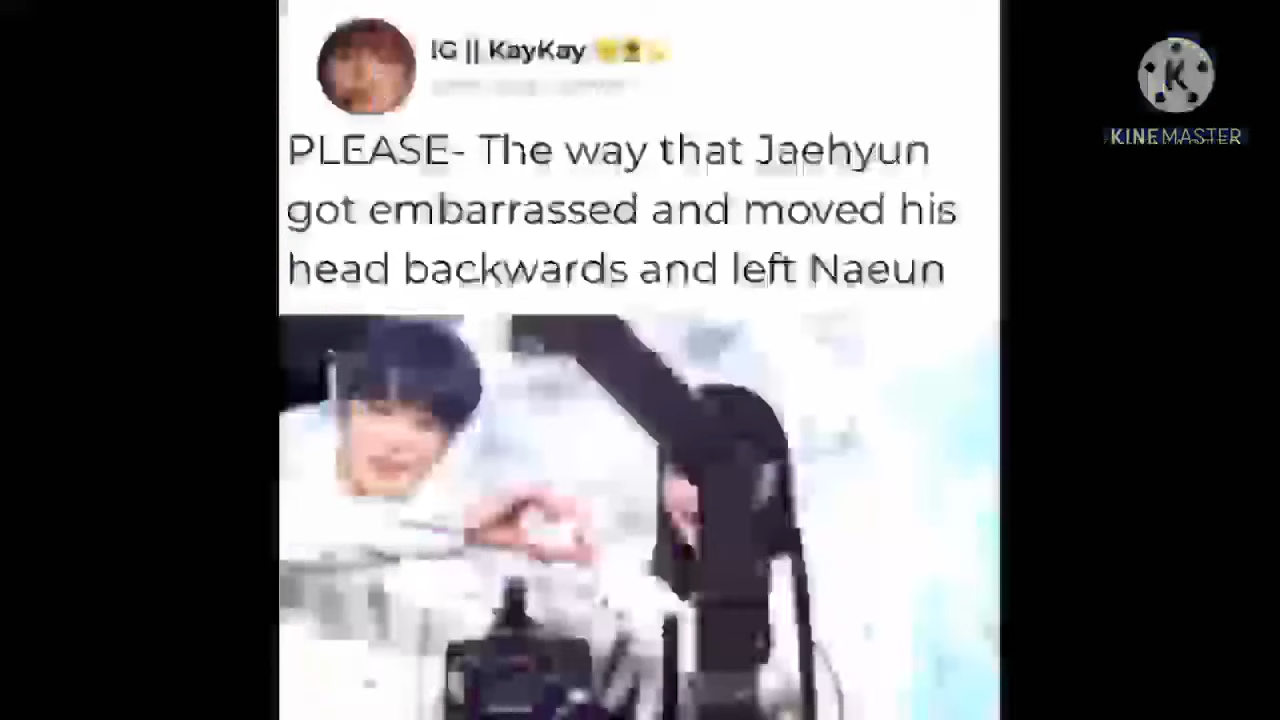 IG || KayKay
KINEMASTER
PLEASE- The way that Jaehyun
got embarrassed and moved his
head backwards and left Naeun